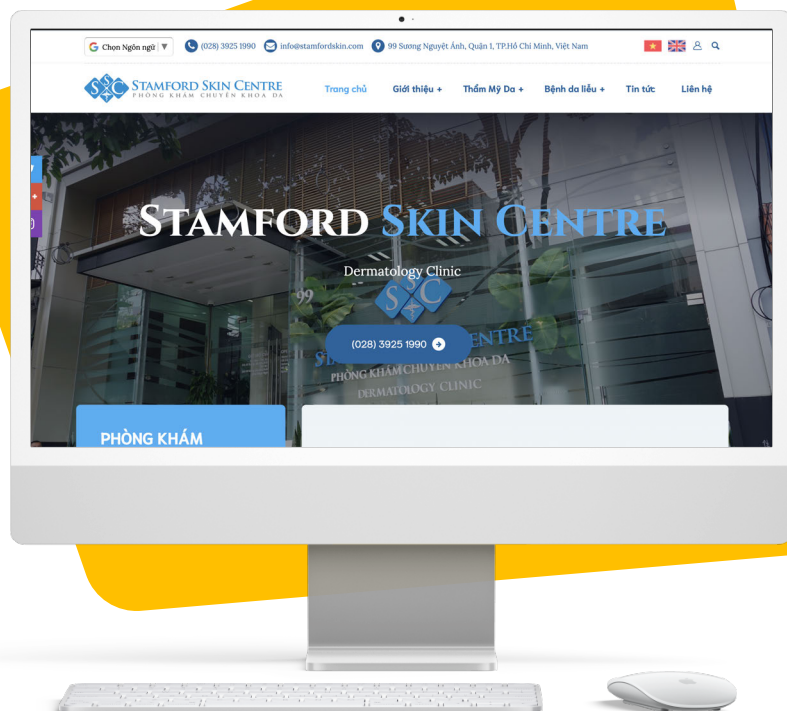 Chọn Ngôn ngữ ▼ (028) 3925 1990 info@stamfordskin.com 99 Sương Nguyệt Ánh, Quận 1, TP.Hồ Chí Minh, Việt Nam
STAMFORD SKIN CENTRE
PHÒNG KHÁM CHUYÊN KHOA DA
Trang chủ Giới thiệu + Thẩm Mỹ Da + Bệnh da liễu + Tin tức Liên hệ
STAMFORD SKIN CENTRE
Dermatology Clinic
99
SSC
(028) 3925 1990
CENTRE
PHÒNG KHÁM CHUYÊN KHOA DA
DERMATOLOGY CLINIC
PHÒNG KHÁM